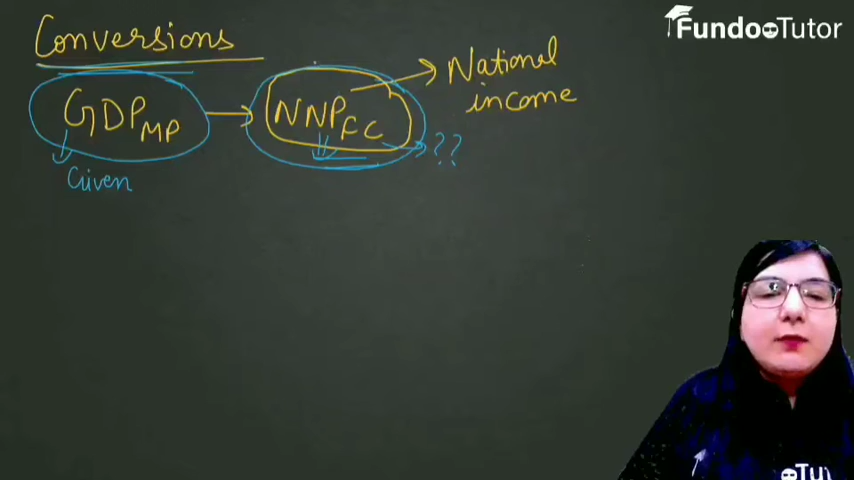 Conversions
FundooTutor
GDPMP → NNPFC → National
income
??
Given